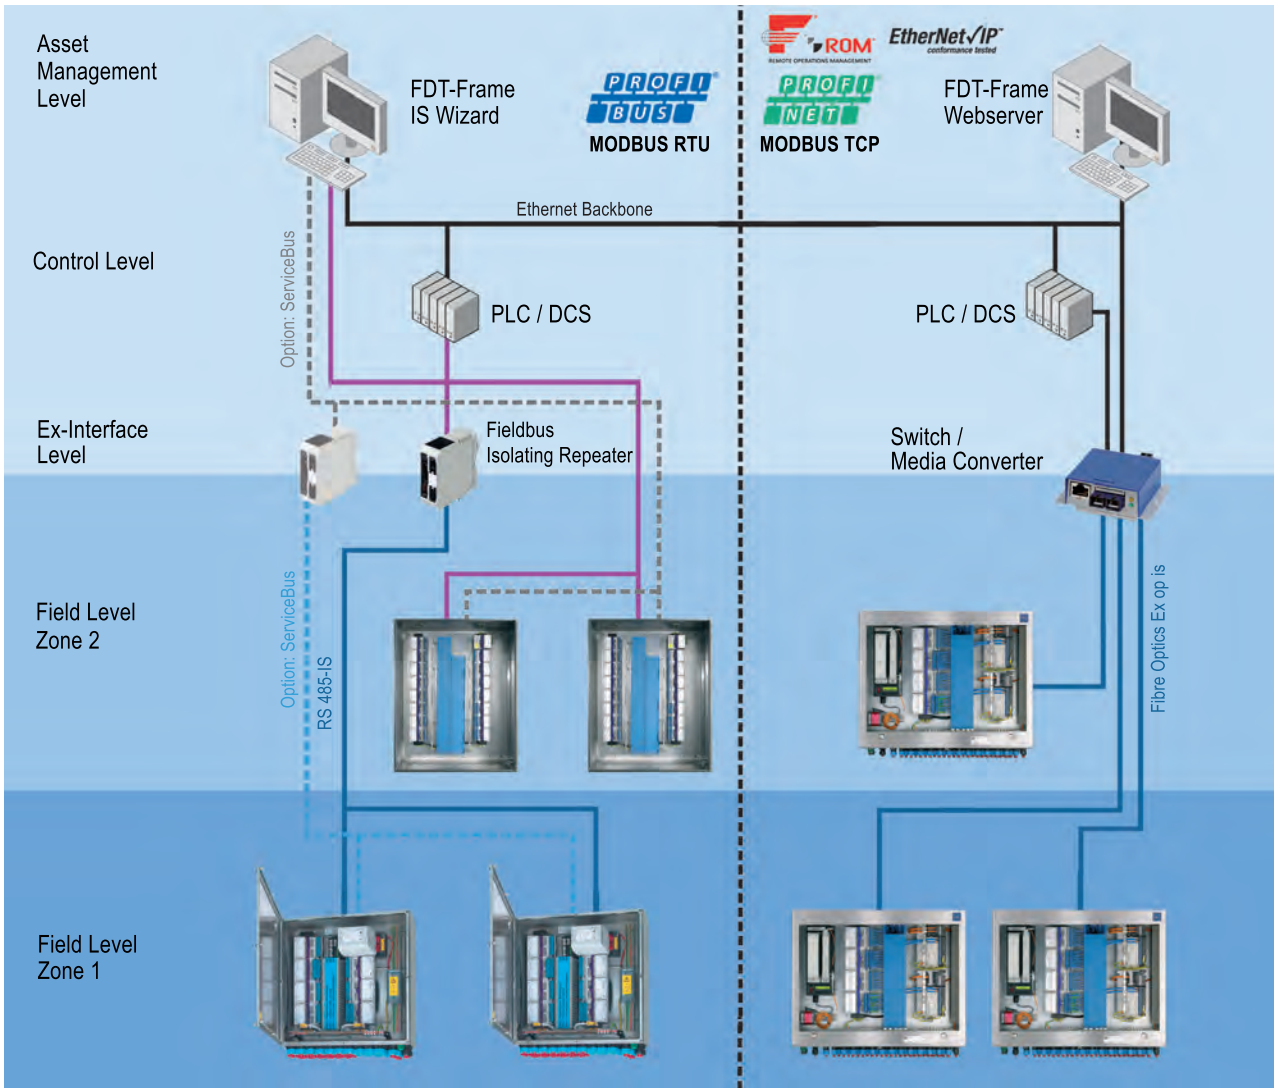 Asset
Management
Level
FDT-Frame
IS Wizard
PROFI
BUS
MODBUS RTU
ROM
REMOTE OPERATIONS MANAGEMENT
EtherNet/IP™
conformance tested
PROFI
NET
MODBUS TCP
FDT-Frame
Webserver
Ethernet Backbone
Control Level
Option: ServiceBus
PLC / DCS
PLC / DCS
Ex-Interface
Level
Fieldbus
Isolating Repeater
Switch /
Media Converter
Field Level
Zone 2
Option: ServiceBus
RS 485-IS
Fibre Optics Ex op is
Field Level
Zone 1